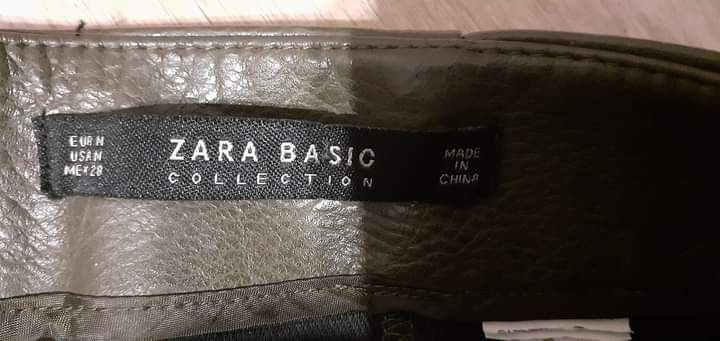 EUR M
USA M
MEX 28
ZARA BASIC
COLLECTION
MADE
IN
CHINA